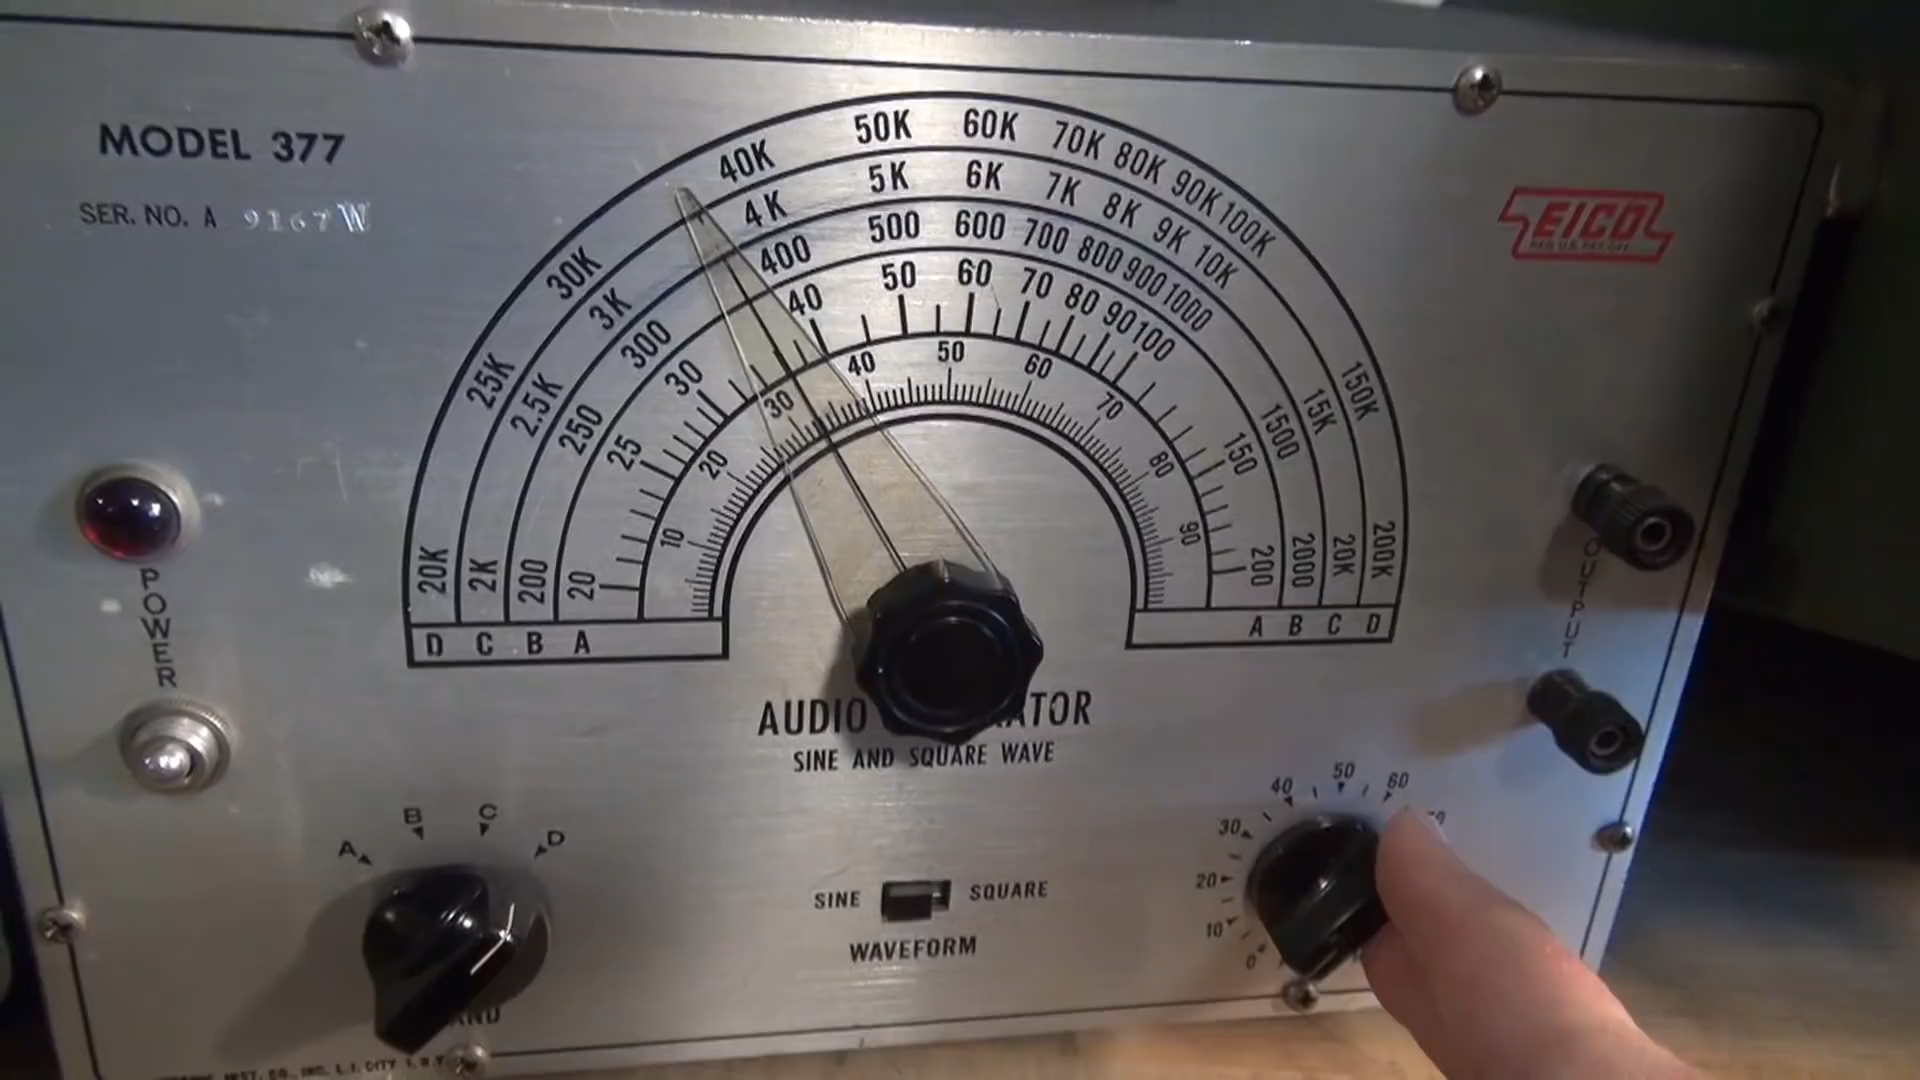 MODEL 377
SER. NO. A 9167W
EICO
20K 25K 30K 40K 50K 60K 70K 80K 90K 100K 150K 200K
2K 2.5K 3K 4K 5K 6K 7K 8K 9K 10K 15K 20K
200 250 300 400 500 600 700 800 900 1000 1500 2000
20 25 30 40 50 60 70 80 90 100 150 200
10 20 30 40 50 60 70 80 90
D C B A
A B C D
POWER
OUTPUT
AUDIO
SINE AND SQUARE WAVE
A B C D
SINE SQUARE
WAVEFORM
0 10 20 30 40 50 60